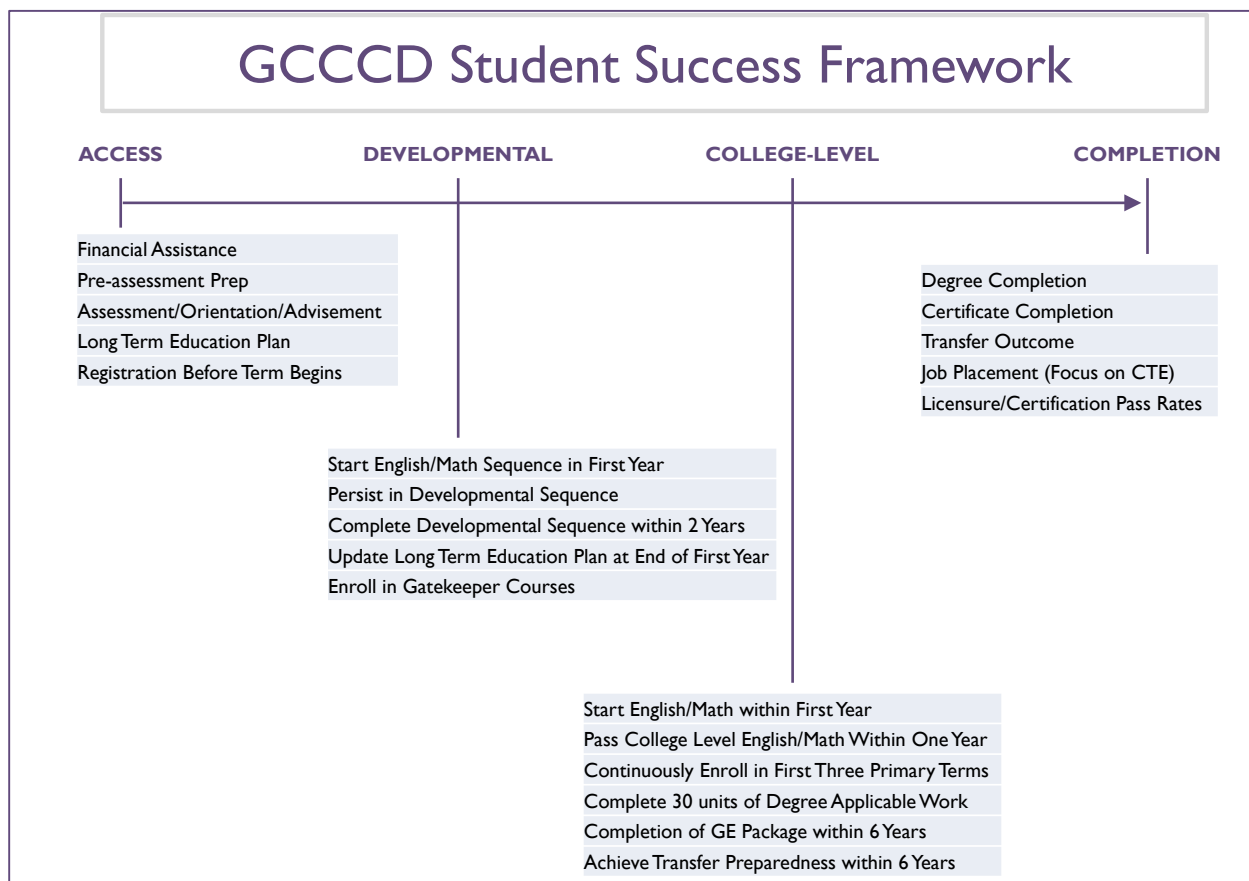 GCCCD Student Success Framework
ACCESS
DEVELOPMENTAL
COLLEGE-LEVEL
COMPLETION
Financial Assistance
Pre-assessment Prep
Assessment/Orientation/Advisement
Long Term Education Plan
Registration Before Term Begins
Degree Completion
Certificate Completion
Transfer Outcome
Job Placement (Focus on CTE)
Licensure/Certification Pass Rates
Start English/Math Sequence in First Year
Persist in Developmental Sequence
Complete Developmental Sequence within 2 Years
Update Long Term Education Plan at End of First Year
Enroll in Gatekeeper Courses
Start English/Math within First Year
Pass College Level English/Math Within One Year
Continuously Enroll in First Three Primary Terms
Complete 30 units of Degree Applicable Work
Completion of GE Package within 6 Years
Achieve Transfer Preparedness within 6 Years